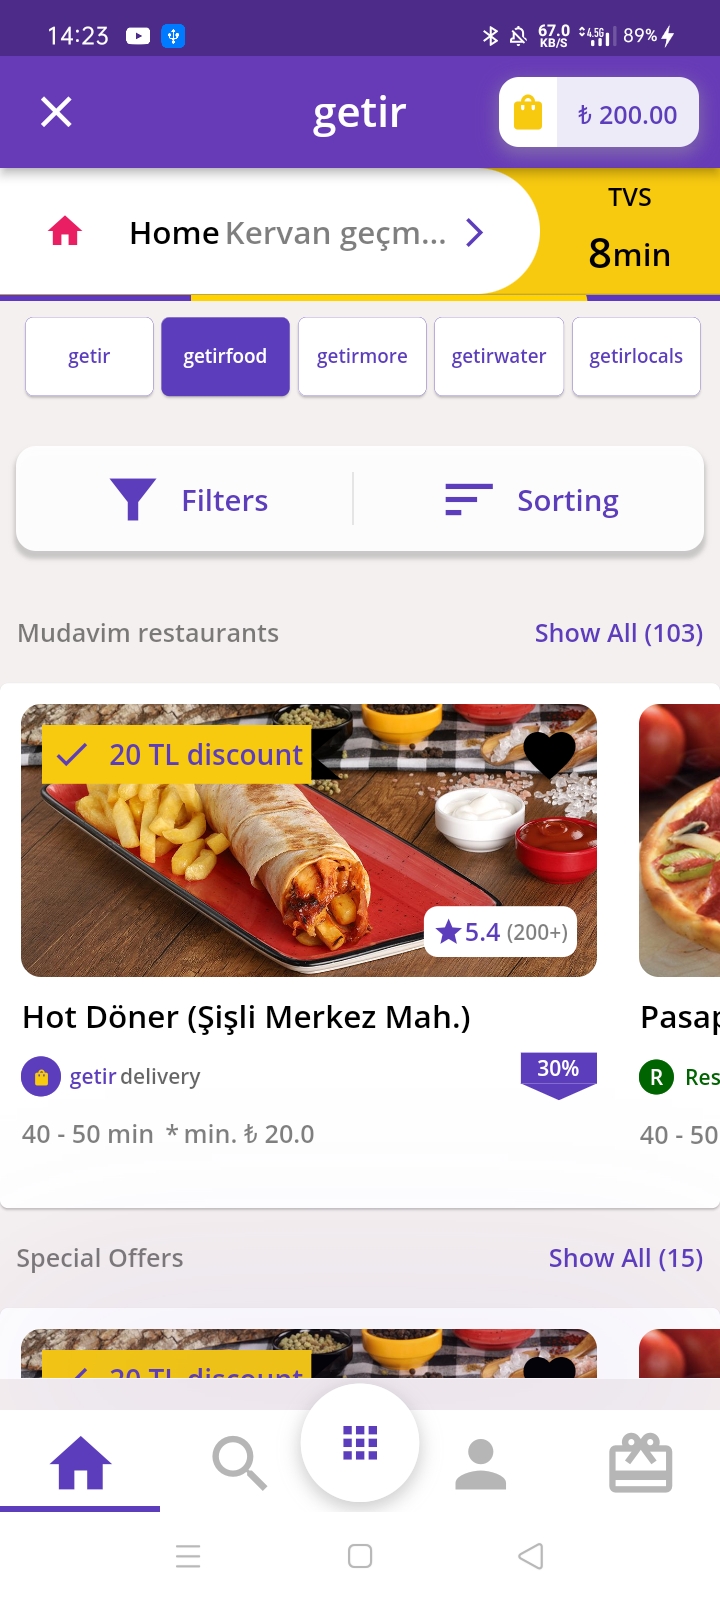 14:23 67.0 KB/S 4.5G 89%
getir ₺ 200.00
TVS
Home Kervan geçm...
8min
getir getirfood getirmore getirwater getirlocals
Filters Sorting
Mudavim restaurants Show All (103)
20 TL discount
5.4 (200+)
Hot Döner (Şişli Merkez Mah.) Pasap
getir delivery 30% R Res
40 - 50 min * min. ₺ 20.0 40 - 50
Special Offers Show All (15)
20 TL discount